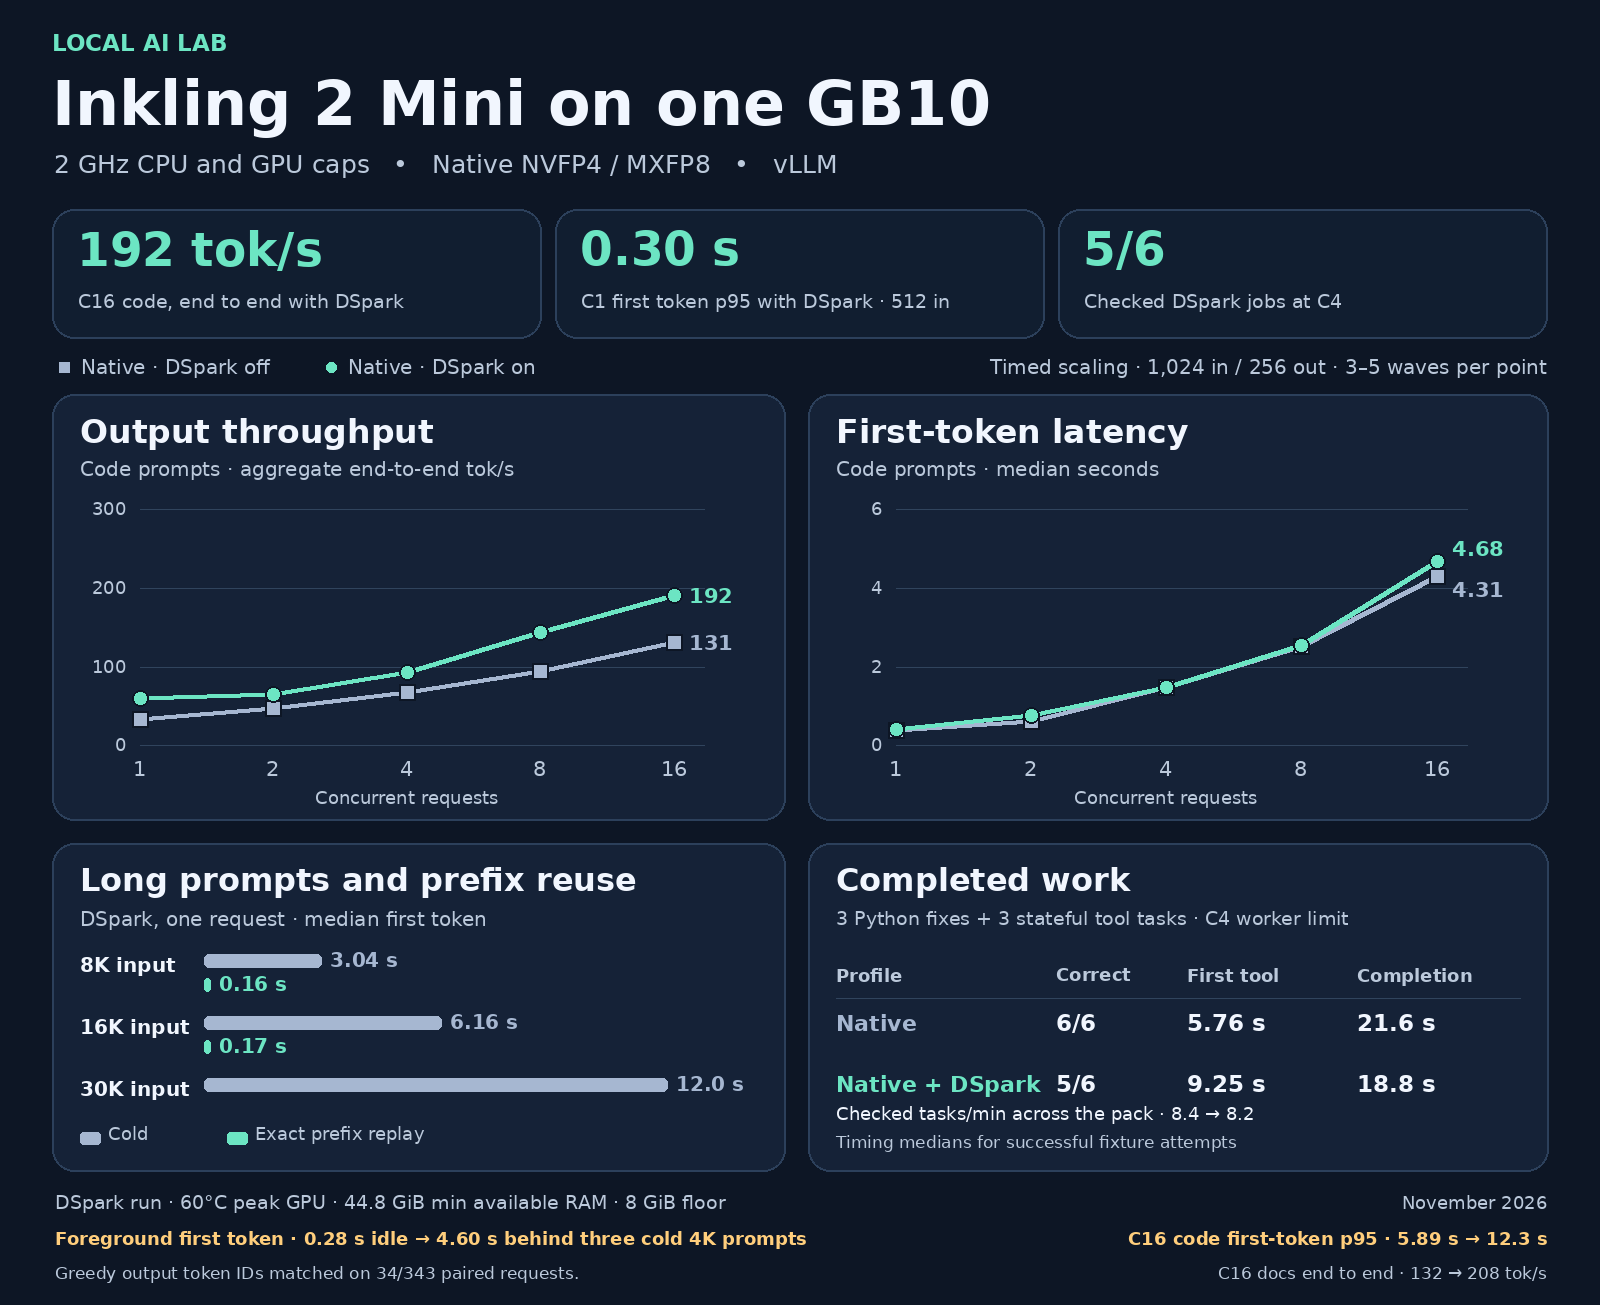 LOCAL AI LAB
Inkling 2 Mini on one GB10
2 GHz CPU and GPU caps • Native NVFP4 / MXFP8 • vLLM
192 tok/s
C16 code, end to end with DSpark
0.30 s
C1 first token p95 with DSpark · 512 in
5/6
Checked DSpark jobs at C4
Native · DSpark off
Native · DSpark on
Timed scaling · 1,024 in / 256 out · 3–5 waves per point
Output throughput
Code prompts · aggregate end-to-end tok/s
300
200
100
0
192
131
1 2 4 8 16
Concurrent requests
First-token latency
Code prompts · median seconds
6
4
2
0
4.68
4.31
1 2 4 8 16
Concurrent requests
Long prompts and prefix reuse
DSpark, one request · median first token
8K input 3.04 s
0.16 s
16K input 6.16 s
0.17 s
30K input 12.0 s
Cold Exact prefix replay
Completed work
3 Python fixes + 3 stateful tool tasks · C4 worker limit
Profile Correct First tool Completion
Native 6/6 5.76 s 21.6 s
Native + DSpark 5/6 9.25 s 18.8 s
Checked tasks/min across the pack · 8.4 → 8.2
Timing medians for successful fixture attempts
DSpark run · 60°C peak GPU · 44.8 GiB min available RAM · 8 GiB floor
November 2026
Foreground first token · 0.28 s idle → 4.60 s behind three cold 4K prompts
C16 code first-token p95 · 5.89 s → 12.3 s
Greedy output token IDs matched on 34/343 paired requests.
C16 docs end to end · 132 → 208 tok/s